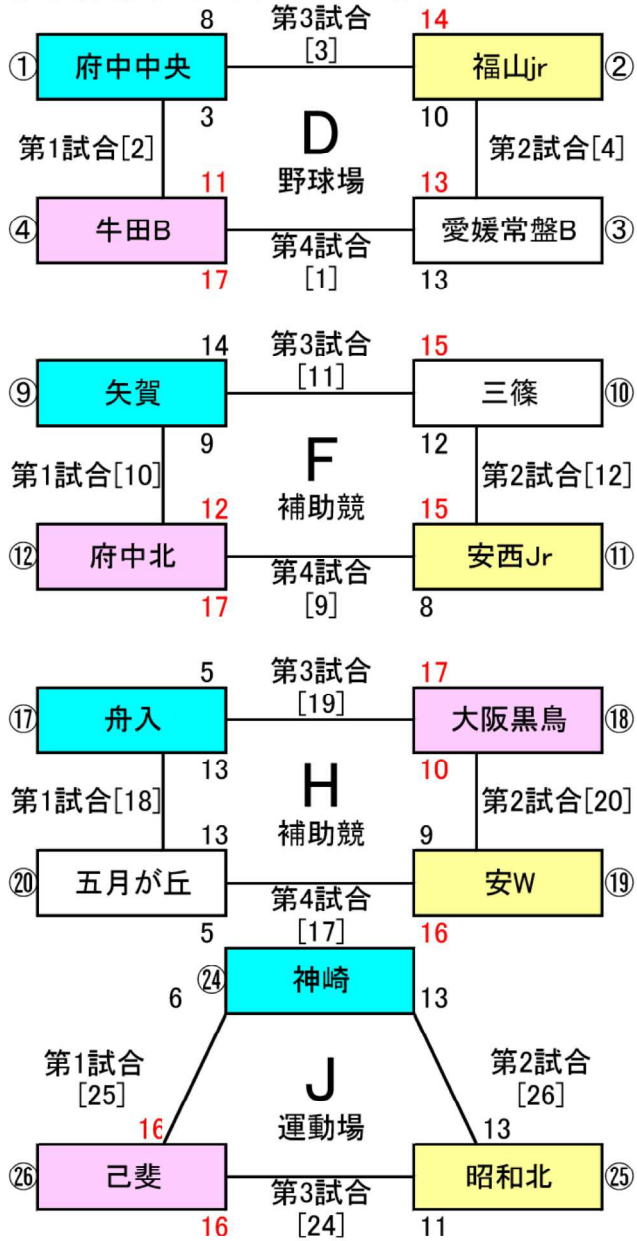 8 第3試合 14
① 府中中央 [3] 福山jr ②
3 D 10
第1試合[2] 野球場 第2試合[4]
11 13
④ 牛田B 第4試合 愛媛常盤B ③
17 [1] 13
14 第3試合 15
⑨ 矢賀 [11] 三篠 ⑩
9 F 12
第1試合[10] 補助競 第2試合[12]
12 15
⑫ 府中北 第4試合 安西Jr ⑪
17 [9] 8
5 第3試合 17
⑰ 舟入 [19] 大阪黒鳥 ⑱
13 H 10
第1試合[18] 補助競 第2試合[20]
13 9
⑳ 五月が丘 第4試合 安W ⑲
5 [17] 16
6 ㉔ 神崎 13
第1試合 J 第2試合
[25] 運動場 [26]
16 13
㉖ 己斐 第3試合 昭和北 ㉕
16 [24] 11